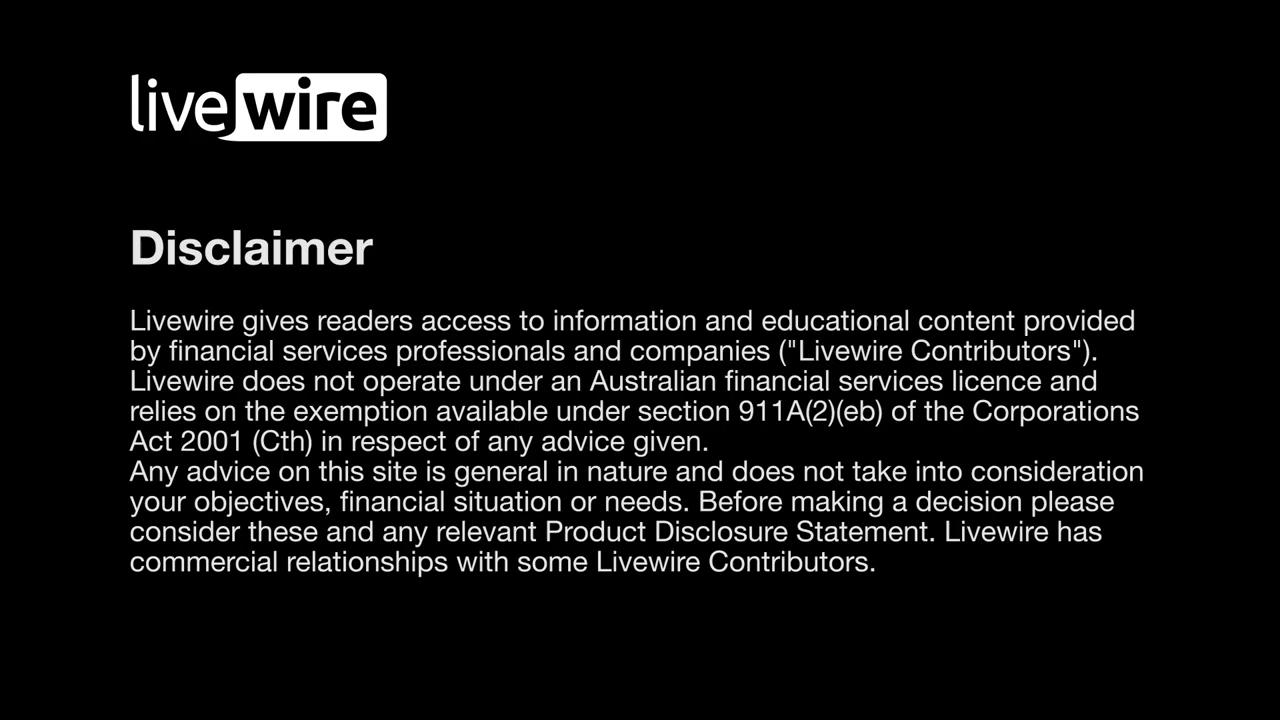 livewire
Disclaimer
Livewire gives readers access to information and educational content provided
by financial services professionals and companies ("Livewire Contributors").
Livewire does not operate under an Australian financial services licence and
relies on the exemption available under section 911A(2)(eb) of the Corporations
Act 2001 (Cth) in respect of any advice given.
Any advice on this site is general in nature and does not take into consideration
your objectives, financial situation or needs. Before making a decision please
consider these and any relevant Product Disclosure Statement. Livewire has
commercial relationships with some Livewire Contributors.